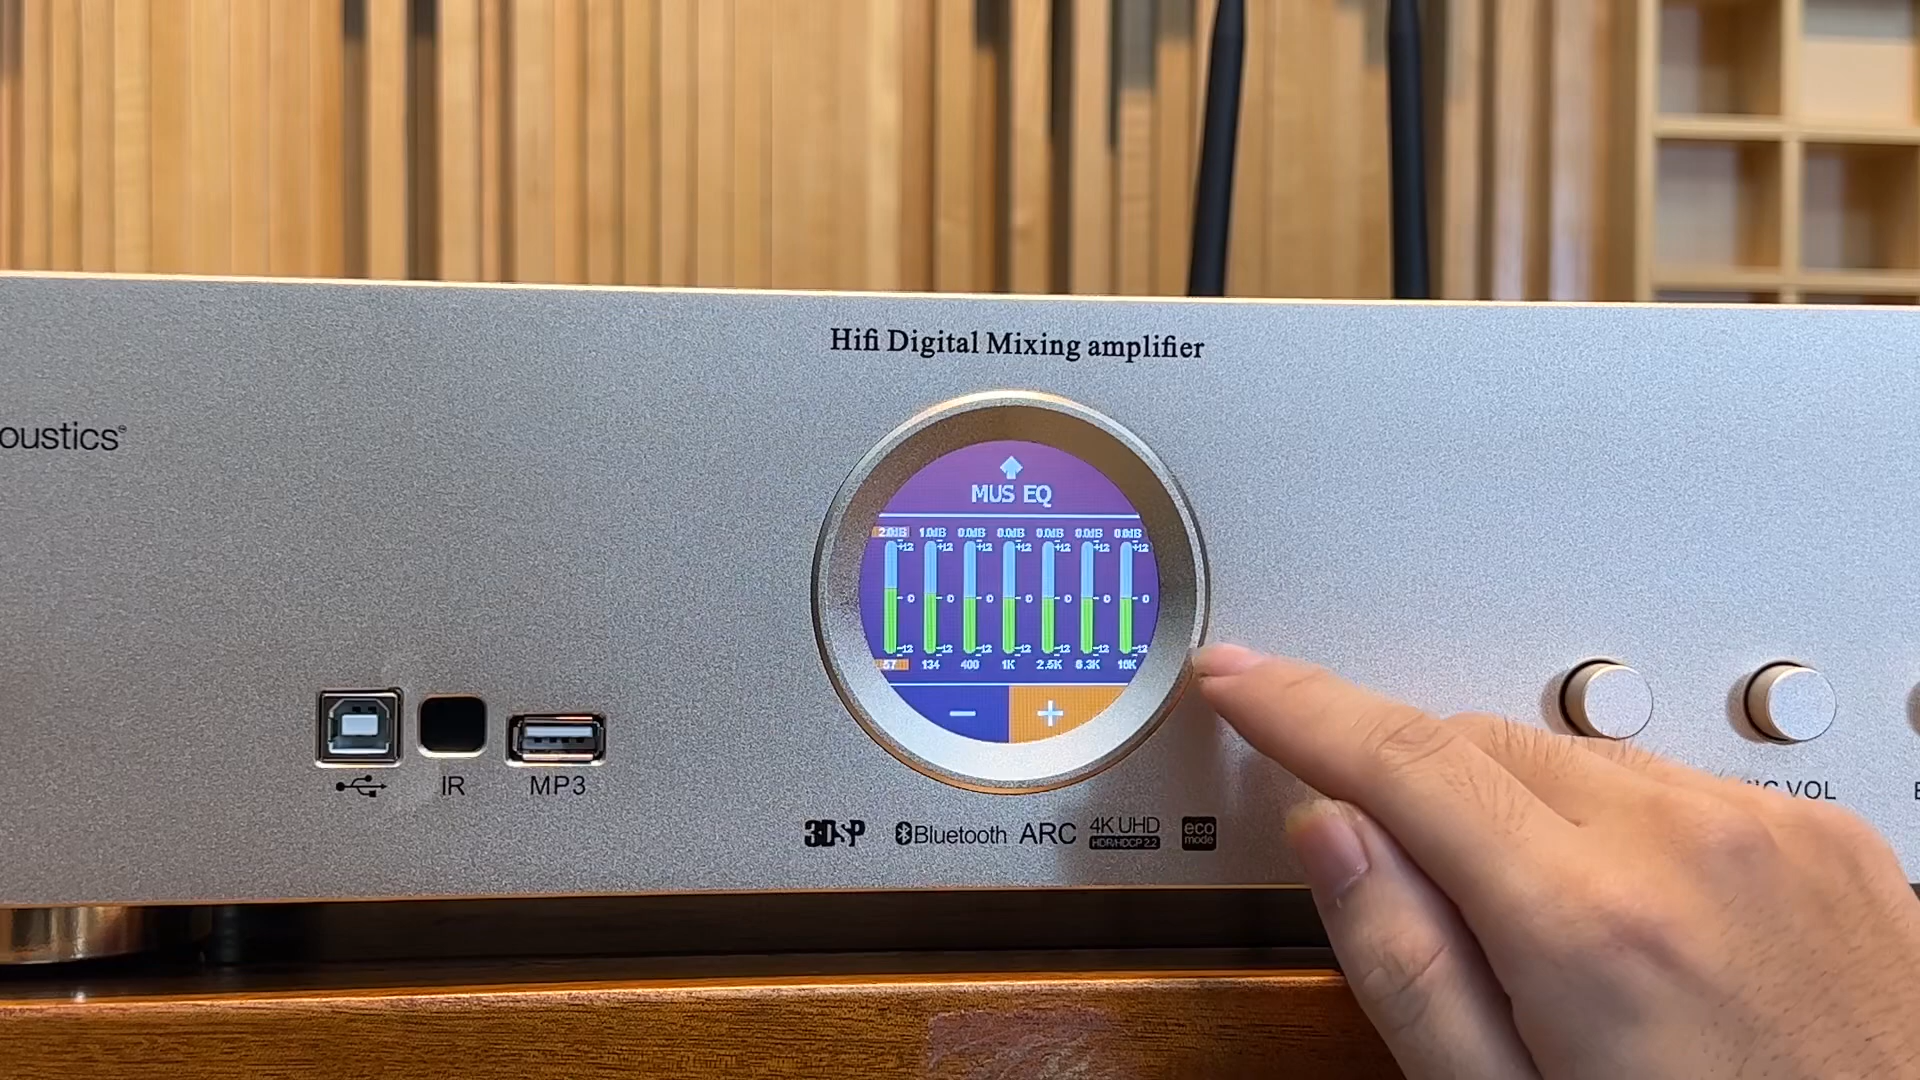 Hifi Digital Mixing amplifier
oustics
MUS EQ
2.0dB 1.0dB 0.0dB 0.0dB 0.0dB 0.0dB 0.0dB
+12 +12 +12 +12 +12 +12 +12
0 0 0 0 0 0 0
-12 -12 -12 -12 -12 -12 -12
57 134 400 1K 2.5K 6.3K 16K
− +
IR
MP3
VOL
3DSP Bluetooth ARC 4K UHD
HDR/HDCP 2.2
eco
mode